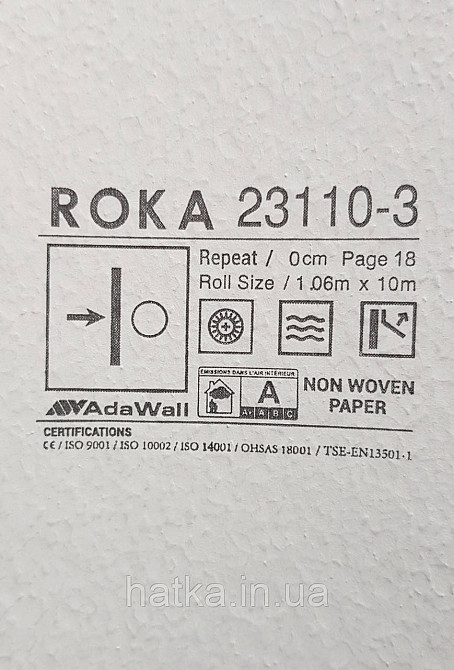 ROKA 23110-3
Repeat / 0cm Page 18
Roll Size / 1.06m x 10m
ÉMISSIONS DANS L'AIR INTÉRIEUR
A
A+ A B C
NON WOVEN
PAPER
AdaWall
CERTIFICATIONS
CE / ISO 9001 / ISO 10002 / ISO 14001 / OHSAS 18001 / TSE-EN13501-1
hatka.in.ua